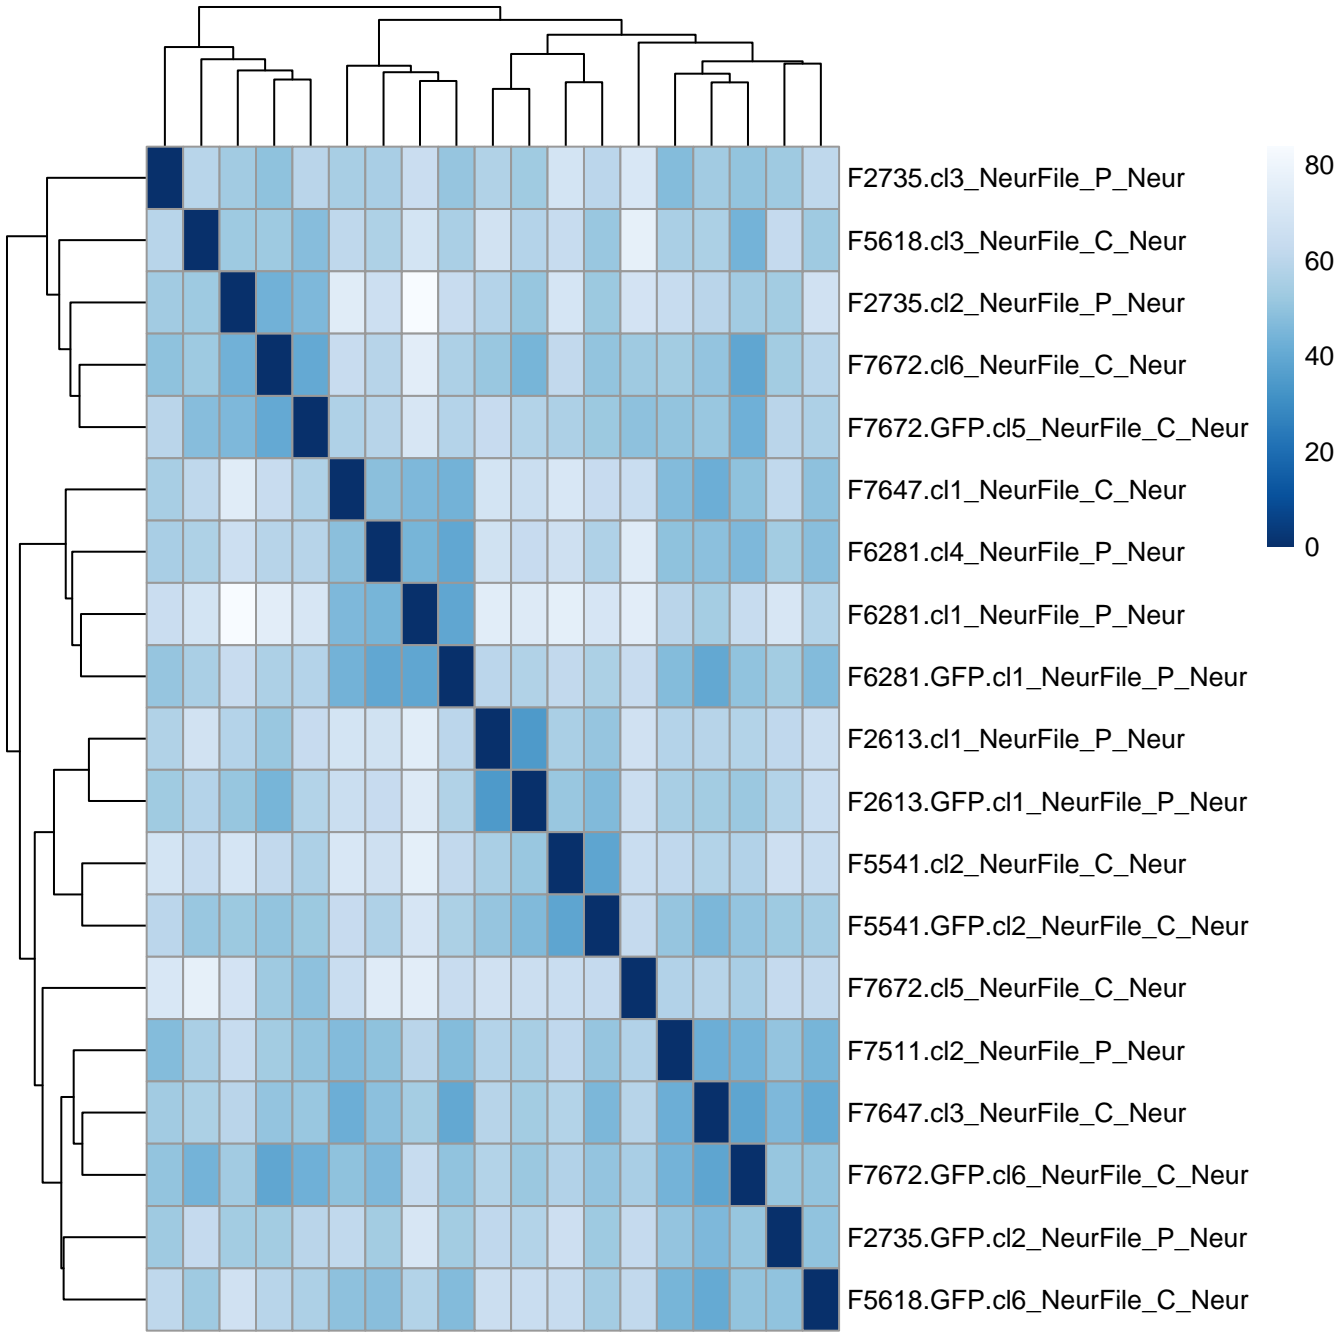 F2735.cl3_NeurFile_P_Neur
F5618.cl3_NeurFile_C_Neur
F2735.cl2_NeurFile_P_Neur
F7672.cl6_NeurFile_C_Neur
F7672.GFP.cl5_NeurFile_C_Neur
F7647.cl1_NeurFile_C_Neur
F6281.cl4_NeurFile_P_Neur
F6281.cl1_NeurFile_P_Neur
F6281.GFP.cl1_NeurFile_P_Neur
F2613.cl1_NeurFile_P_Neur
F2613.GFP.cl1_NeurFile_P_Neur
F5541.cl2_NeurFile_C_Neur
F5541.GFP.cl2_NeurFile_C_Neur
F7672.cl5_NeurFile_C_Neur
F7511.cl2_NeurFile_P_Neur
F7647.cl3_NeurFile_C_Neur
F7672.GFP.cl6_NeurFile_C_Neur
F2735.GFP.cl2_NeurFile_P_Neur
F5618.GFP.cl6_NeurFile_C_Neur
80
60
40
20
0